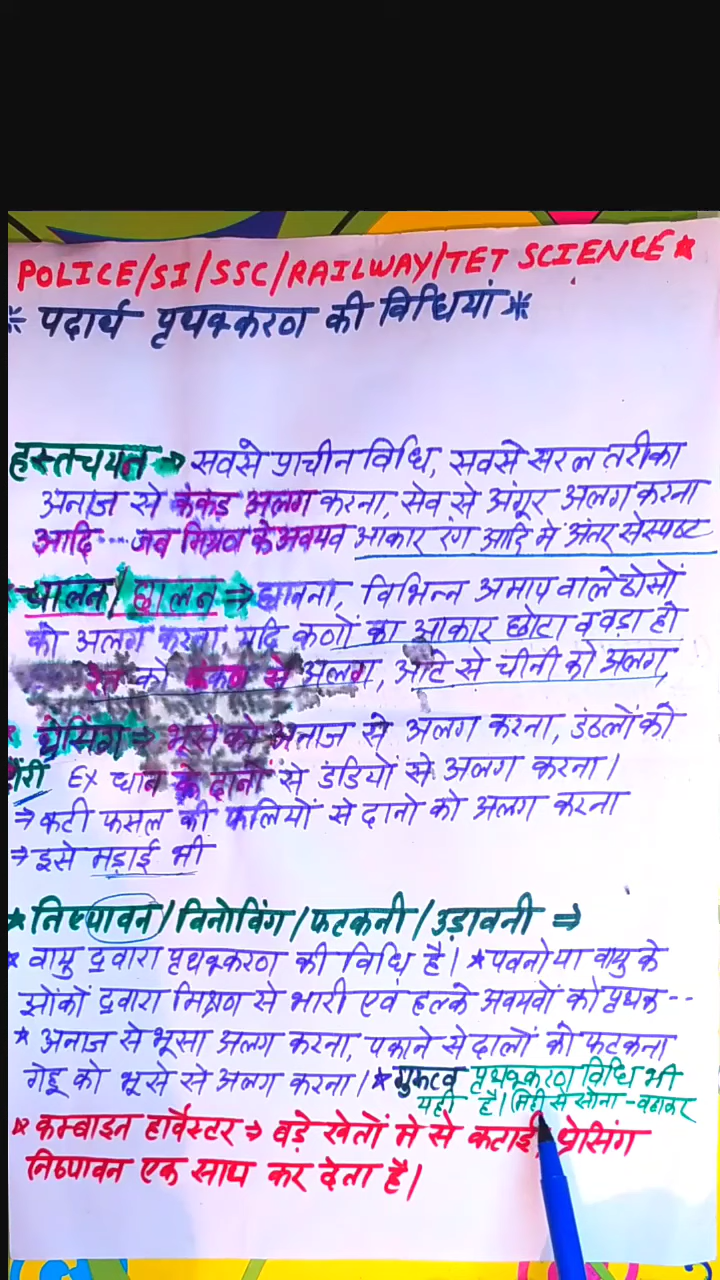 POLICE/SI/SSC/RAILWAY/TET SCIENCE★
* पदार्थ पृथक्करण की विधियां *
हस्तचयन → सबसे प्राचीन विधि, सबसे सरल तरीका
अनाज से कंकड़ अलग करना, सेव से अंगूर अलग करना
आदि --- जब मिश्रण के अवयव आकार रंग आदि में अंतर से स्पष्ट
चालन/छालन ⇒ छानना, विभिन्न अमाप वाले ठोसों
को अलग करना, यदि कणों का आकार छोटा व बड़ा हो
को से अलग, आटे से चीनी को अलग,
थ्रेसिंग ⇒ भूसे को अनाज से अलग करना, डंठलों को
Ex धान के दानों से डंडियों से अलग करना।
⇒ कटी फसल की फलियों से दानो को अलग करना
⇒ इसे मड़ाई भी
★ निष्पावन/विनोविंग/फटकनी/उड़ावनी ⇒
★ वायु द्वारा पृथक्करण की विधि है। ★ पवनो या वायु के
झोंकों द्वारा मिश्रण से भारी एवं हल्के अवयवों को पृथक --
★ अनाज से भूसा अलग करना, पकाने से दालों को फटकना
गेहू को भूसे से अलग करना। ★ गुरुत्व पृथक्करण विधि भी
यही है। (मिट्टी से सोना - बहाकर
★ कम्बाइन हार्वेस्टर ⇒ बड़े खेतों मे से कटाई, थ्रेसिंग
निष्पावन एक साथ कर देता है।